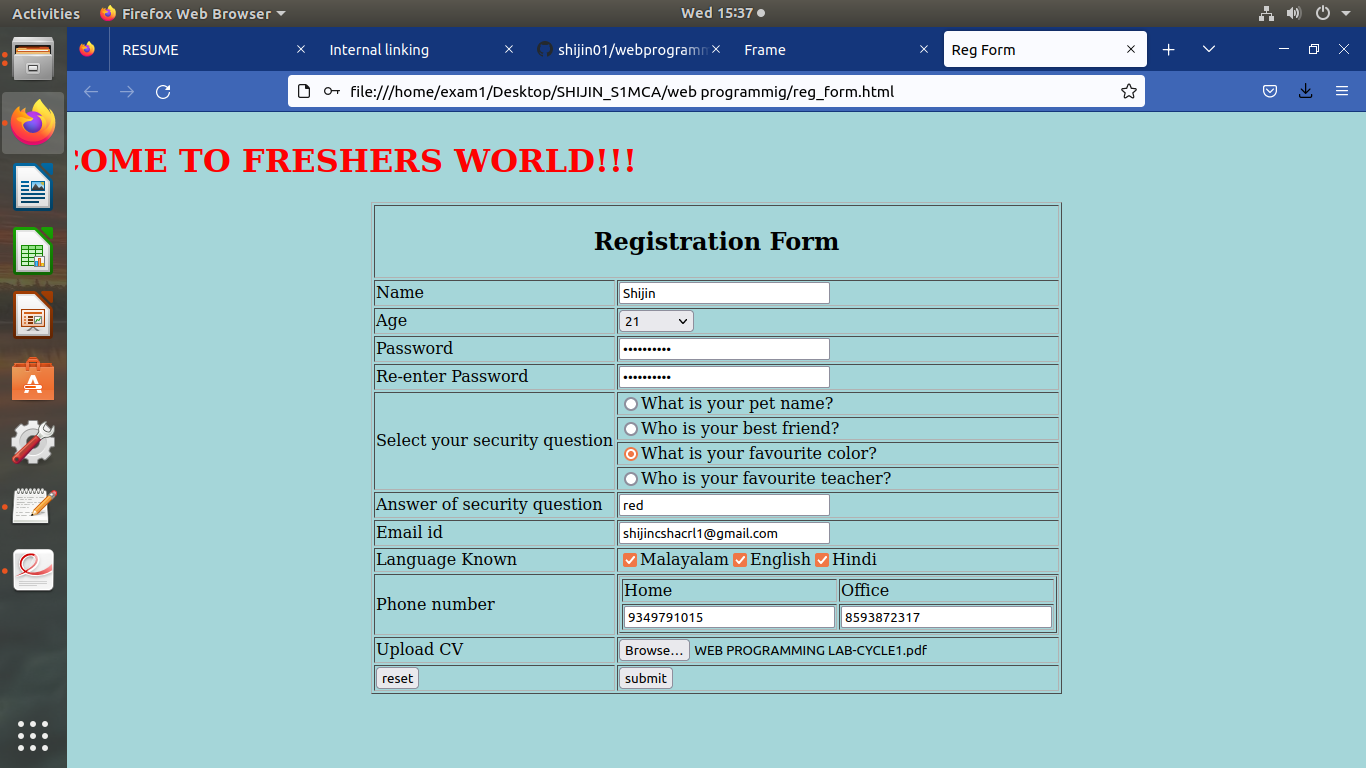 Activities Firefox Web Browser Wed 15:37
RESUME Internal linking shijin01/webprogramm Frame Reg Form
file:///home/exam1/Desktop/SHIJIN_S1MCA/web programmig/reg_form.html
COME TO FRESHERS WORLD!!!
Registration Form
Name Shijin
Age 21
Password ••••••••••
Re-enter Password ••••••••••
What is your pet name?
Who is your best friend?
Select your security question
What is your favourite color?
Who is your favourite teacher?
Answer of security question red
Email id shijincshacrl1@gmail.com
Language Known Malayalam English Hindi
Home Office
Phone number
9349791015 8593872317
Upload CV Browse... WEB PROGRAMMING LAB-CYCLE1.pdf
reset submit